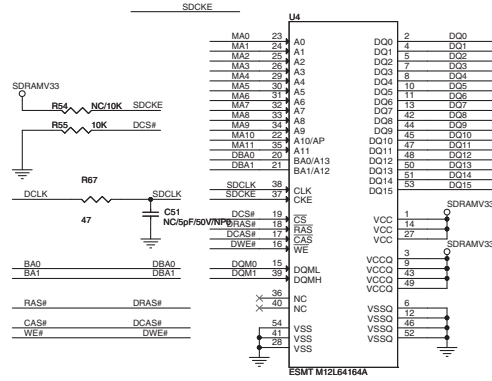 SDCKE
U4
MA0 23 A0 2 DQ0
MA1 24 A1 DQ0 4 DQ1
MA2 25 A2 DQ1 5 DQ2
MA3 26 A3 DQ2 7 DQ3
MA4 29 A4 DQ3 8 DQ4
MA5 30 A5 DQ4 10 DQ5
MA6 31 A6 DQ5 11 DQ6
MA7 32 A7 DQ6 13 DQ7
MA8 33 A8 DQ7 42 DQ8
MA9 34 A9 DQ8 44 DQ9
MA10 22 A10/AP DQ9 45 DQ10
MA11 35 A11 DQ10 47 DQ11
DBA0 20 BA0/A13 DQ11 48 DQ12
DBA1 21 BA1/A12 DQ12 50 DQ13
DQ13 51 DQ14
DQ14 53 DQ15
DQ15
SDRAMV33
R54 NC/10K SDCKE
R55 10K DCS#
SDCLK 38 CLK
SDCKE 37 CKE
DCLK R67 SDCLK
47
C51
NC/5pF/50V/NP0
DCS# 19 CS
DRAS# 18 RAS
DCAS# 17 CAS
DWE# 16 WE
SDRAMV33
VCC 1
VCC 14
VCC 27
SDRAMV33
VCCQ 3
VCCQ 9
VCCQ 43
VCCQ 49
BA0 DBA0
BA1 DBA1
DQM0 15 DQML
DQM1 39 DQMH
RAS# DRAS#
CAS# DCAS#
WE# DWE#
36 NC
40 NC
54 VSS
41 VSS
28 VSS
VSSQ 6
VSSQ 12
VSSQ 46
VSSQ 52
ESMT M12L64164A